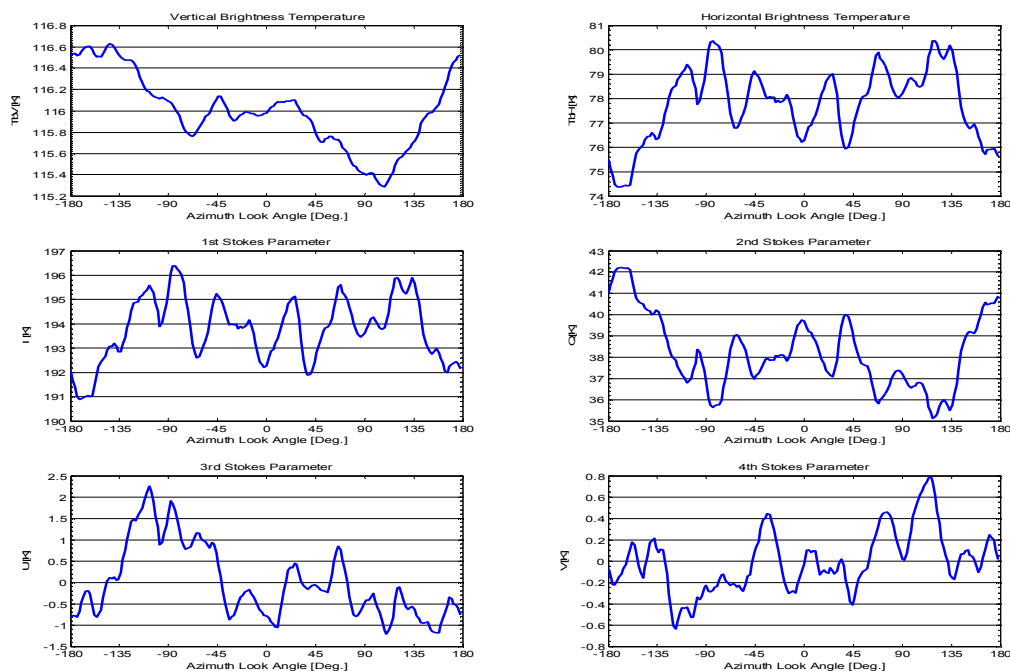 Vertical Brightness Temperature
116.8
116.6
116.4
116.2
116
115.8
115.6
115.4
115.2
TbV[K]
-180 -135 -90 -45 0 45 90 135 180
Azimuth Look Angle [Deg.]
Horizontal Brightness Temperature
81
80
79
78
77
76
75
74
TbH[K]
-180 -135 -90 -45 0 45 90 135 180
Azimuth Look Angle [Deg.]
1st Stokes Parameter
197
196
195
194
193
192
191
190
I [K]
-180 -135 -90 -45 0 45 90 135 180
Azimuth Look Angle [Deg.]
2nd Stokes Parameter
43
42
41
40
39
38
37
36
35
Q[K]
-180 -135 -90 -45 0 45 90 135 180
Azimuth Look Angle [Deg.]
3rd Stokes Parameter
2.5
2
1.5
1
0.5
0
-0.5
-1
-1.5
U[K]
-180 -135 -90 -45 0 45 90 135 180
Azimuth Look Angle [Deg.]
4th Stokes Parameter
0.8
0.6
0.4
0.2
0
-0.2
-0.4
-0.6
-0.8
V[K]
-180 -135 -90 -45 0 45 90 135 180
Azimuth Look Angle [Deg.]